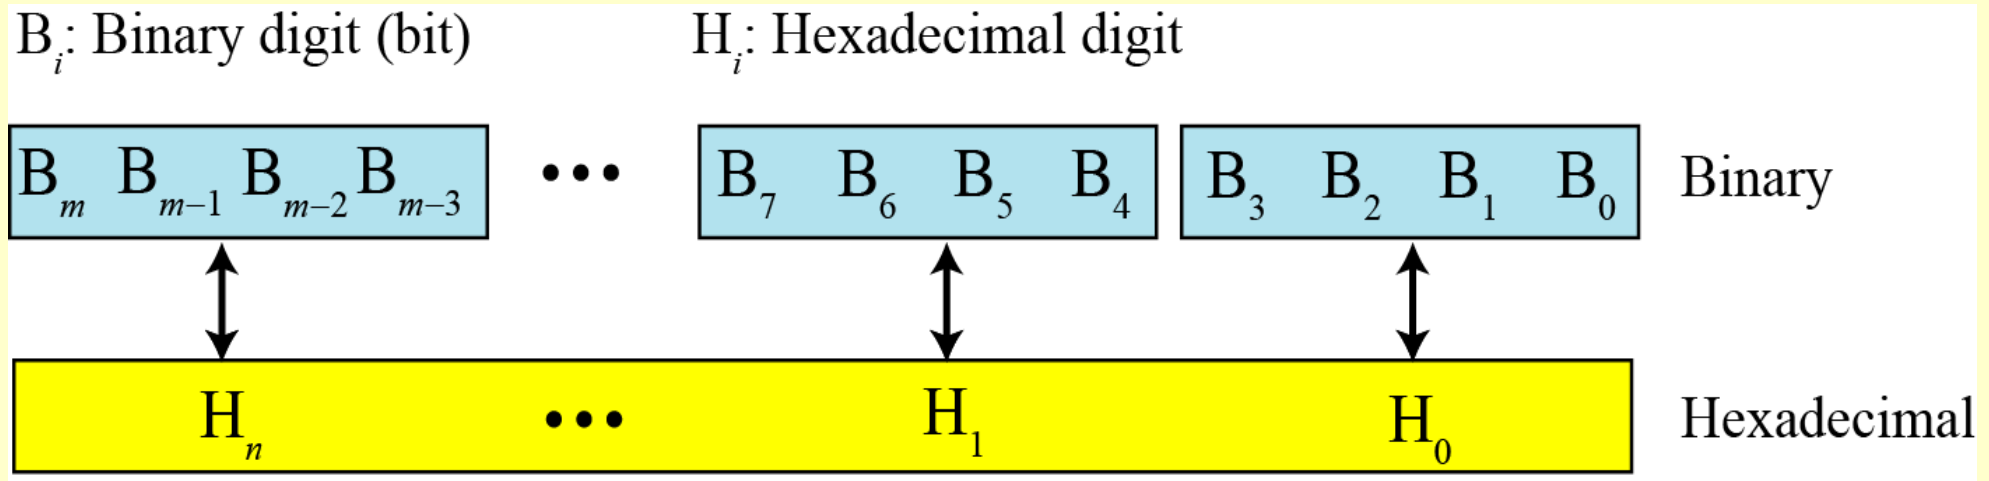 Bᵢ: Binary digit (bit) Hᵢ: Hexadecimal digit
Bₘ Bₘ₋₁ Bₘ₋₂ Bₘ₋₃ ••• B₇ B₆ B₅ B₄ B₃ B₂ B₁ B₀ Binary
Hₙ ••• H₁ H₀ Hexadecimal